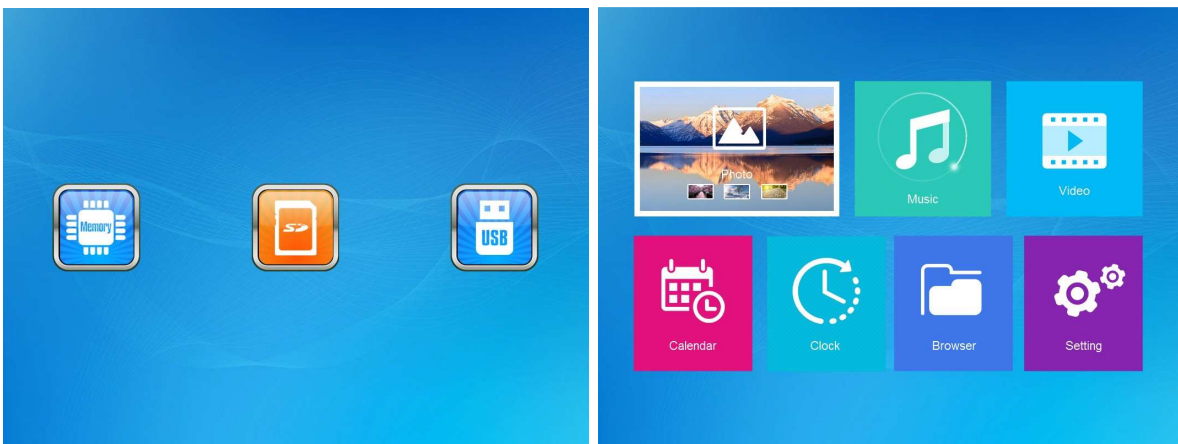 Memory
SD
USB
Photo
Music
Video
Calendar
Clock
Browser
Setting